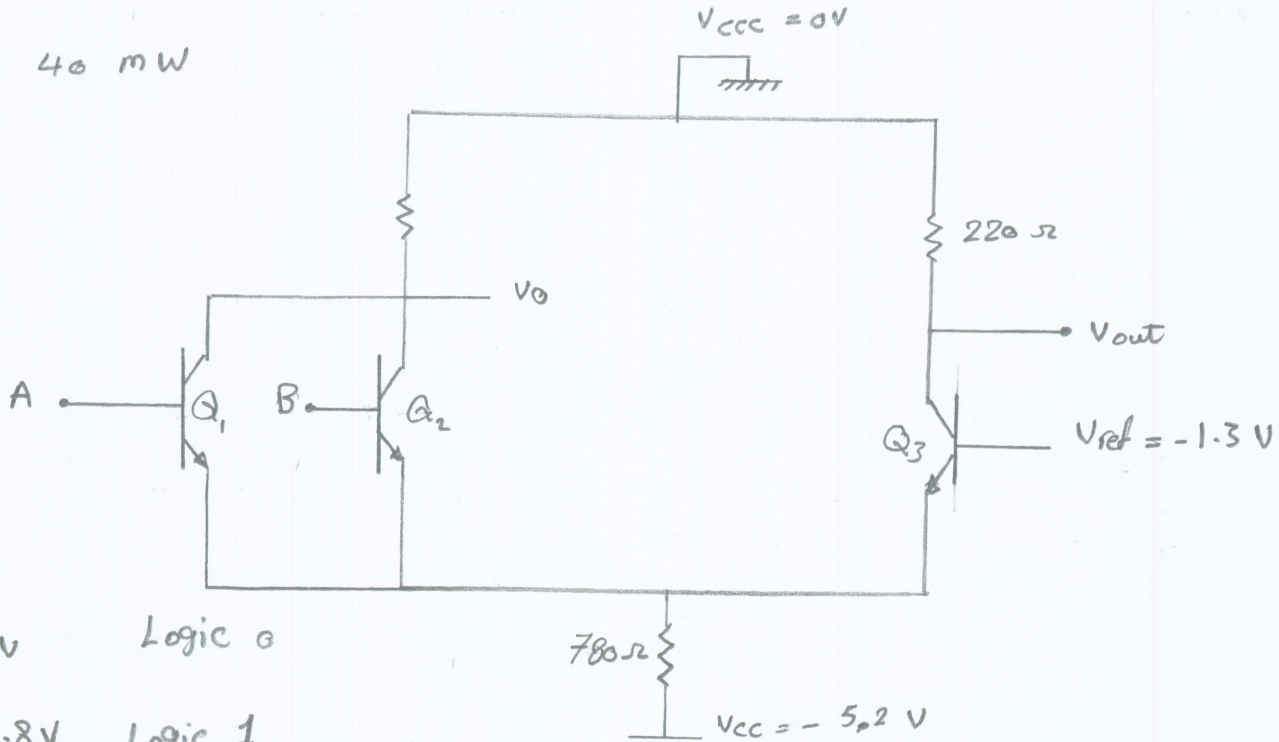 Vccc = 0V
40 mW
220 Ω
Vo
Vout
A
Q1
B
Q2
Q3
Vref = -1.3 V
V Logic 0
780Ω
.8V Logic 1
Vcc = - 5.2 V